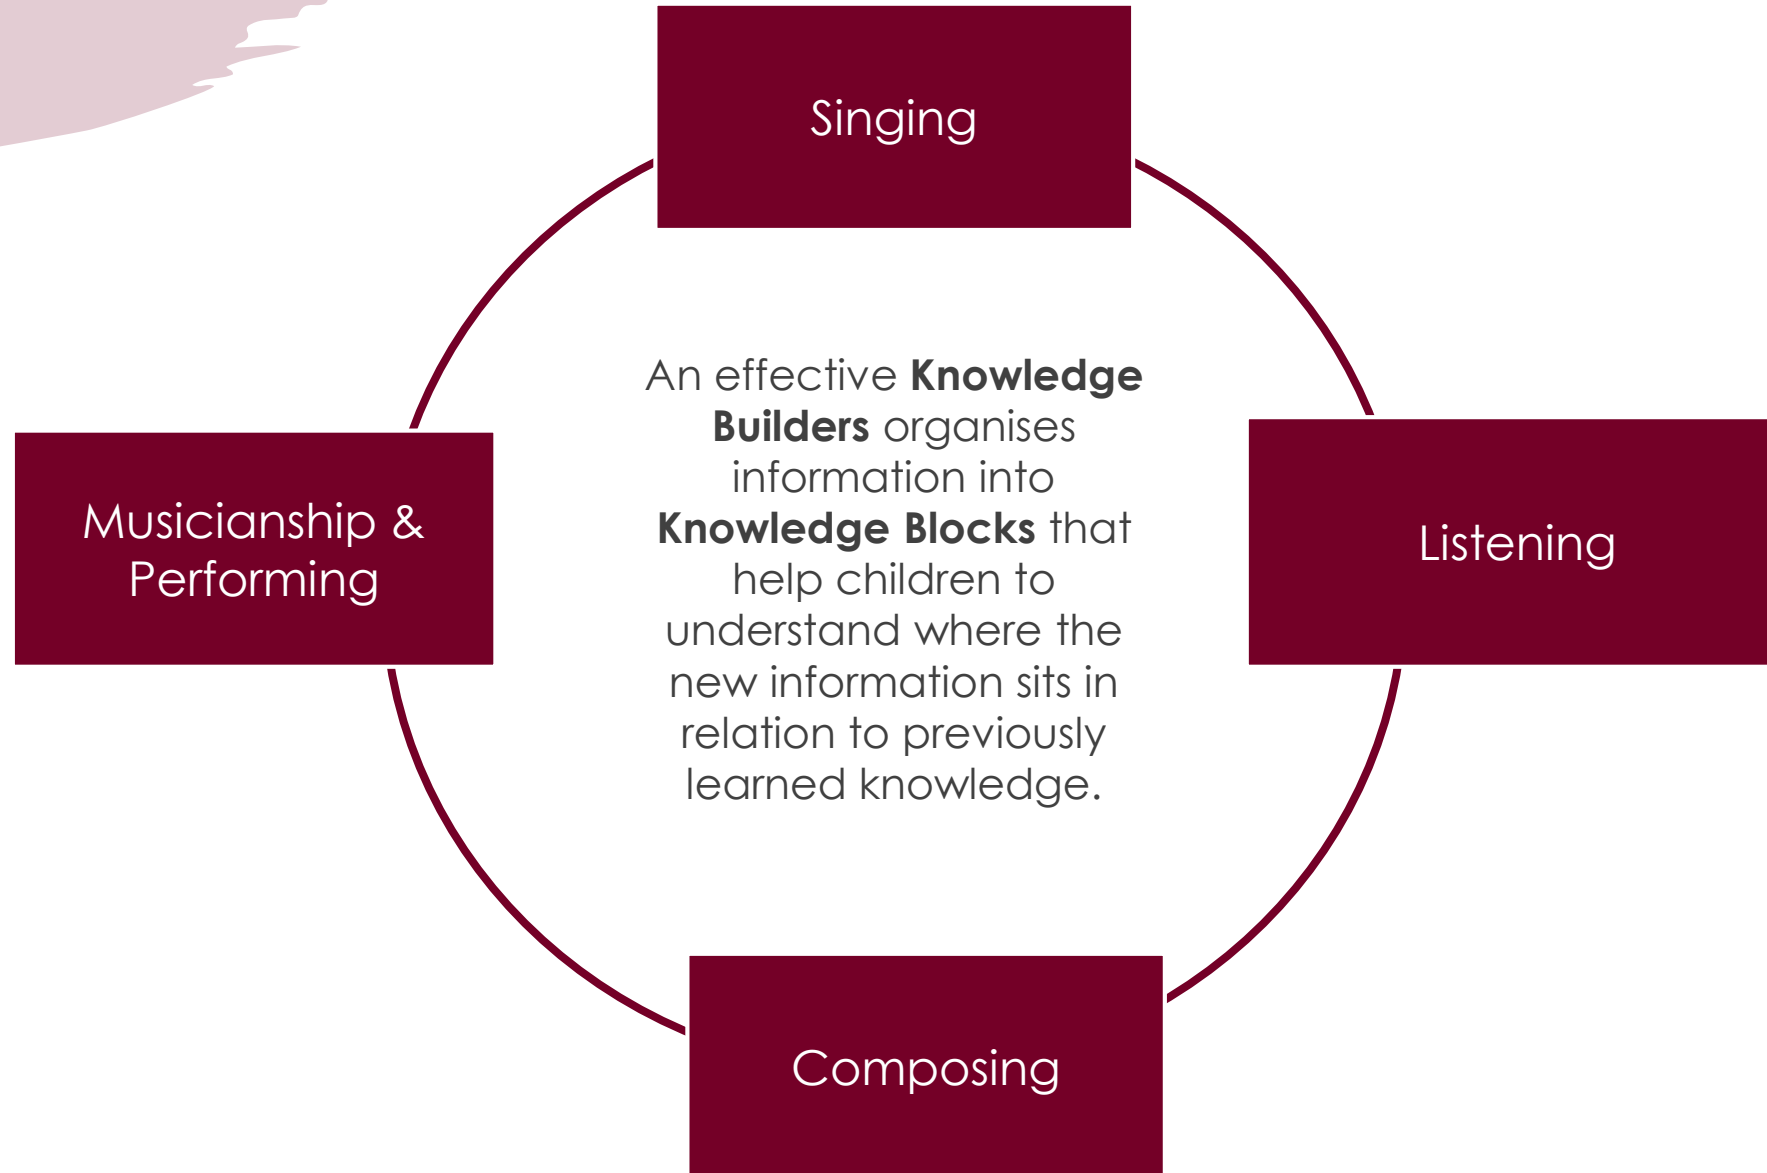 Singing
An effective Knowledge
Builders organises
information into
Knowledge Blocks that
help children to
understand where the
new information sits in
relation to previously
learned knowledge.
Musicianship &
Performing
Listening
Composing